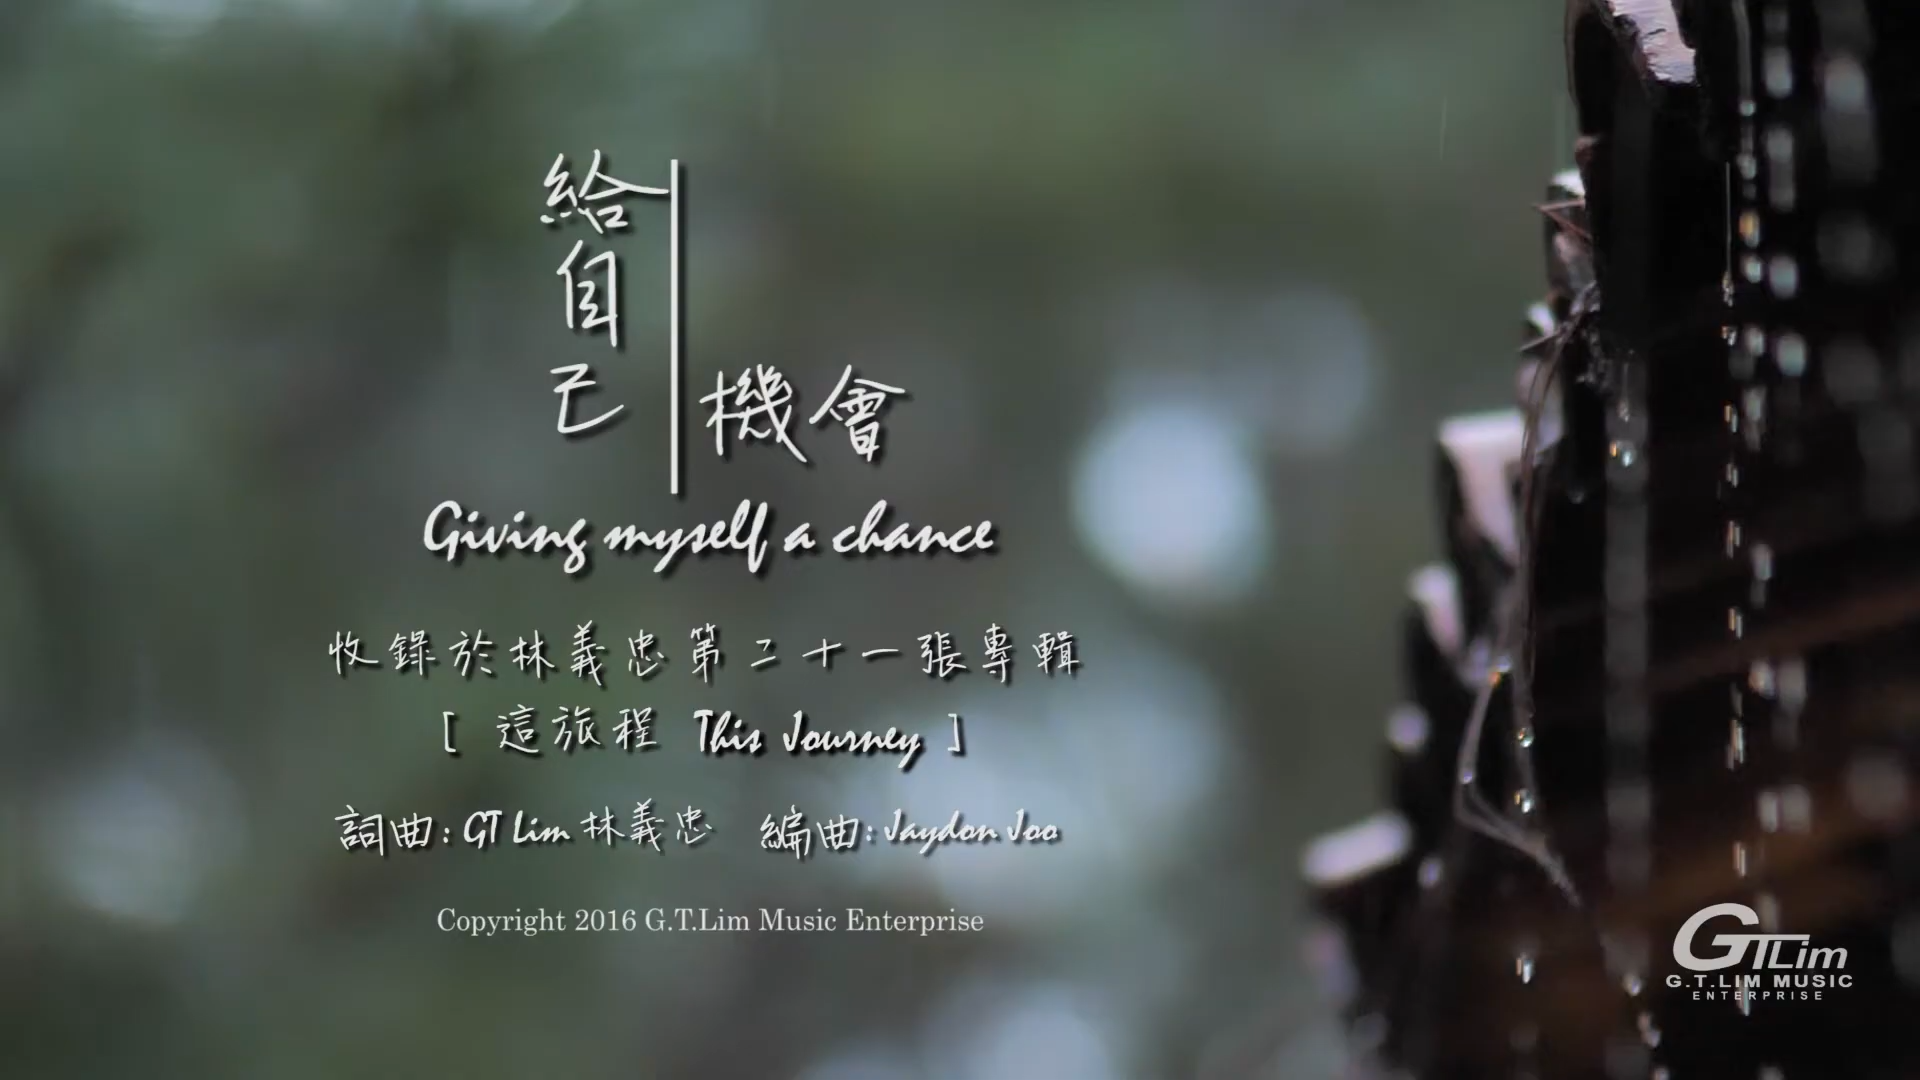 給自己|機會
Giving myself a chance
收錄於林義忠第二十一張專輯
[ 這旅程 This Journey ]
詞曲: GT Lim 林義忠 編曲: Jaydon Joo
Copyright 2016 G.T.Lim Music Enterprise
GTLim
G.T.LIM MUSIC
ENTERPRISE